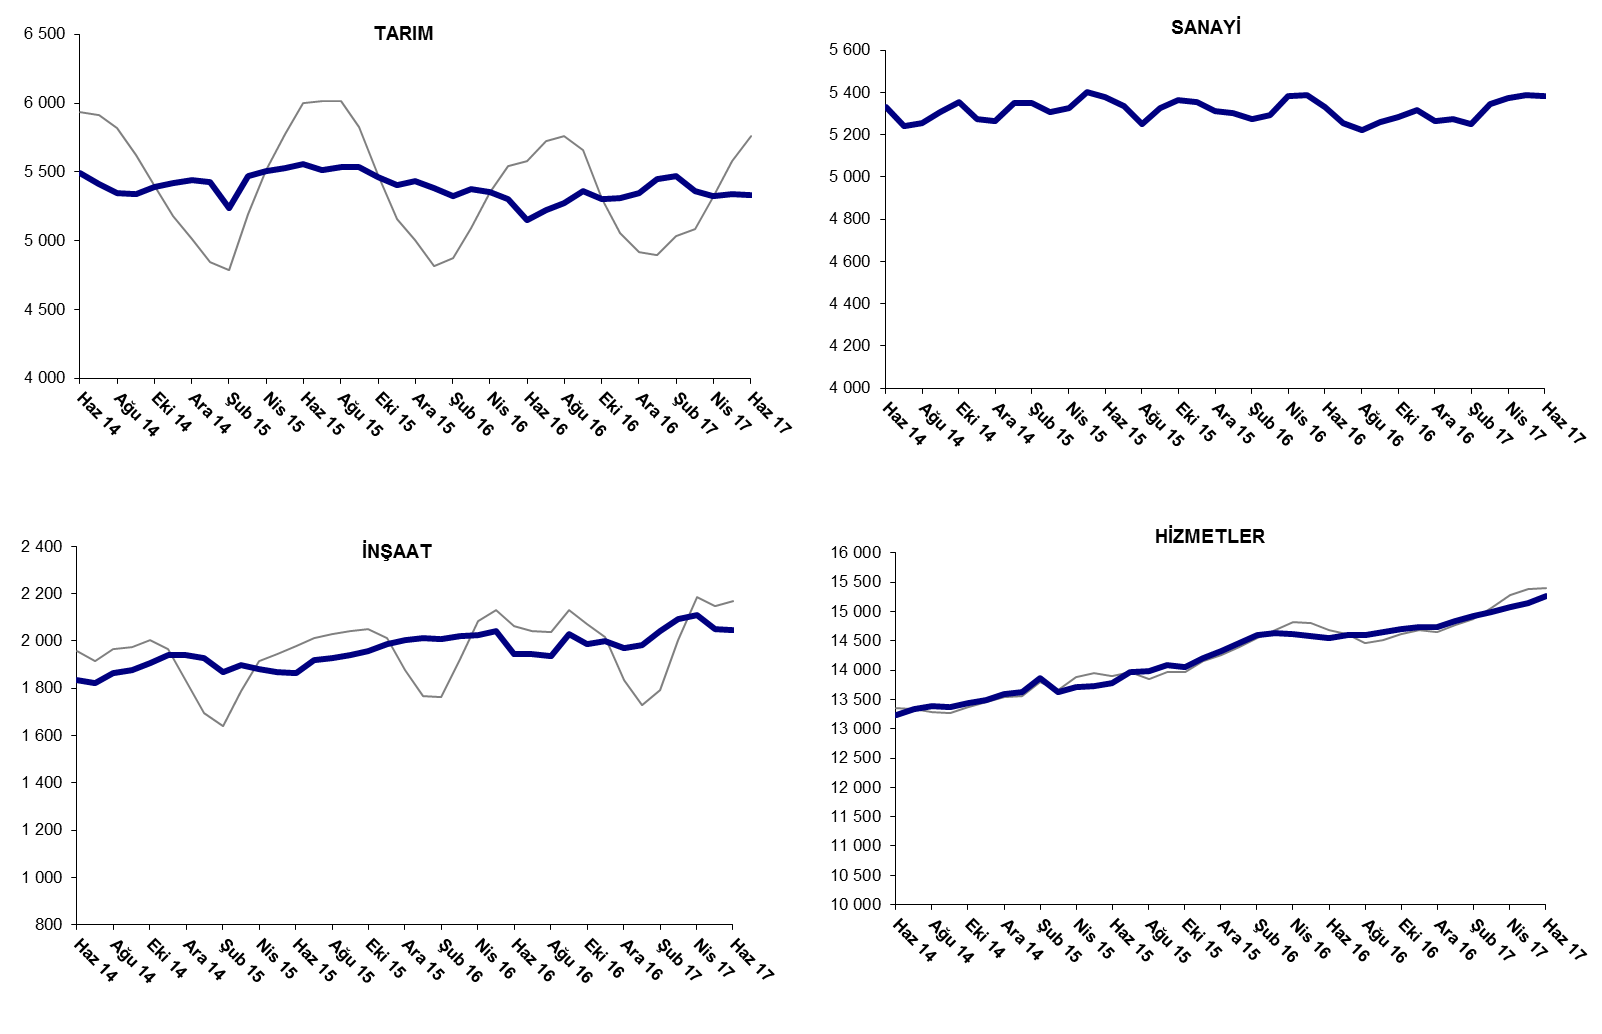 TARIM
6 500
6 000
5 500
5 000
4 500
4 000
Haz 14
Ağu 14
Eki 14
Ara 14
Şub 15
Nis 15
Haz 15
Ağu 15
Eki 15
Ara 15
Şub 16
Nis 16
Haz 16
Ağu 16
Eki 16
Ara 16
Şub 17
Nis 17
Haz 17
SANAYİ
5 600
5 400
5 200
5 000
4 800
4 600
4 400
4 200
4 000
Haz 14
Ağu 14
Eki 14
Ara 14
Şub 15
Nis 15
Haz 15
Ağu 15
Eki 15
Ara 15
Şub 16
Nis 16
Haz 16
Ağu 16
Eki 16
Ara 16
Şub 17
Nis 17
Haz 17
İNŞAAT
2 400
2 200
2 000
1 800
1 600
1 400
1 200
1 000
800
Haz 14
Ağu 14
Eki 14
Ara 14
Şub 15
Nis 15
Haz 15
Ağu 15
Eki 15
Ara 15
Şub 16
Nis 16
Haz 16
Ağu 16
Eki 16
Ara 16
Şub 17
Nis 17
Haz 17
HİZMETLER
16 000
15 500
15 000
14 500
14 000
13 500
13 000
12 500
12 000
11 500
11 000
10 500
10 000
Haz 14
Ağu 14
Eki 14
Ara 14
Şub 15
Nis 15
Haz 15
Ağu 15
Eki 15
Ara 15
Şub 16
Nis 16
Haz 16
Ağu 16
Eki 16
Ara 16
Şub 17
Nis 17
Haz 17